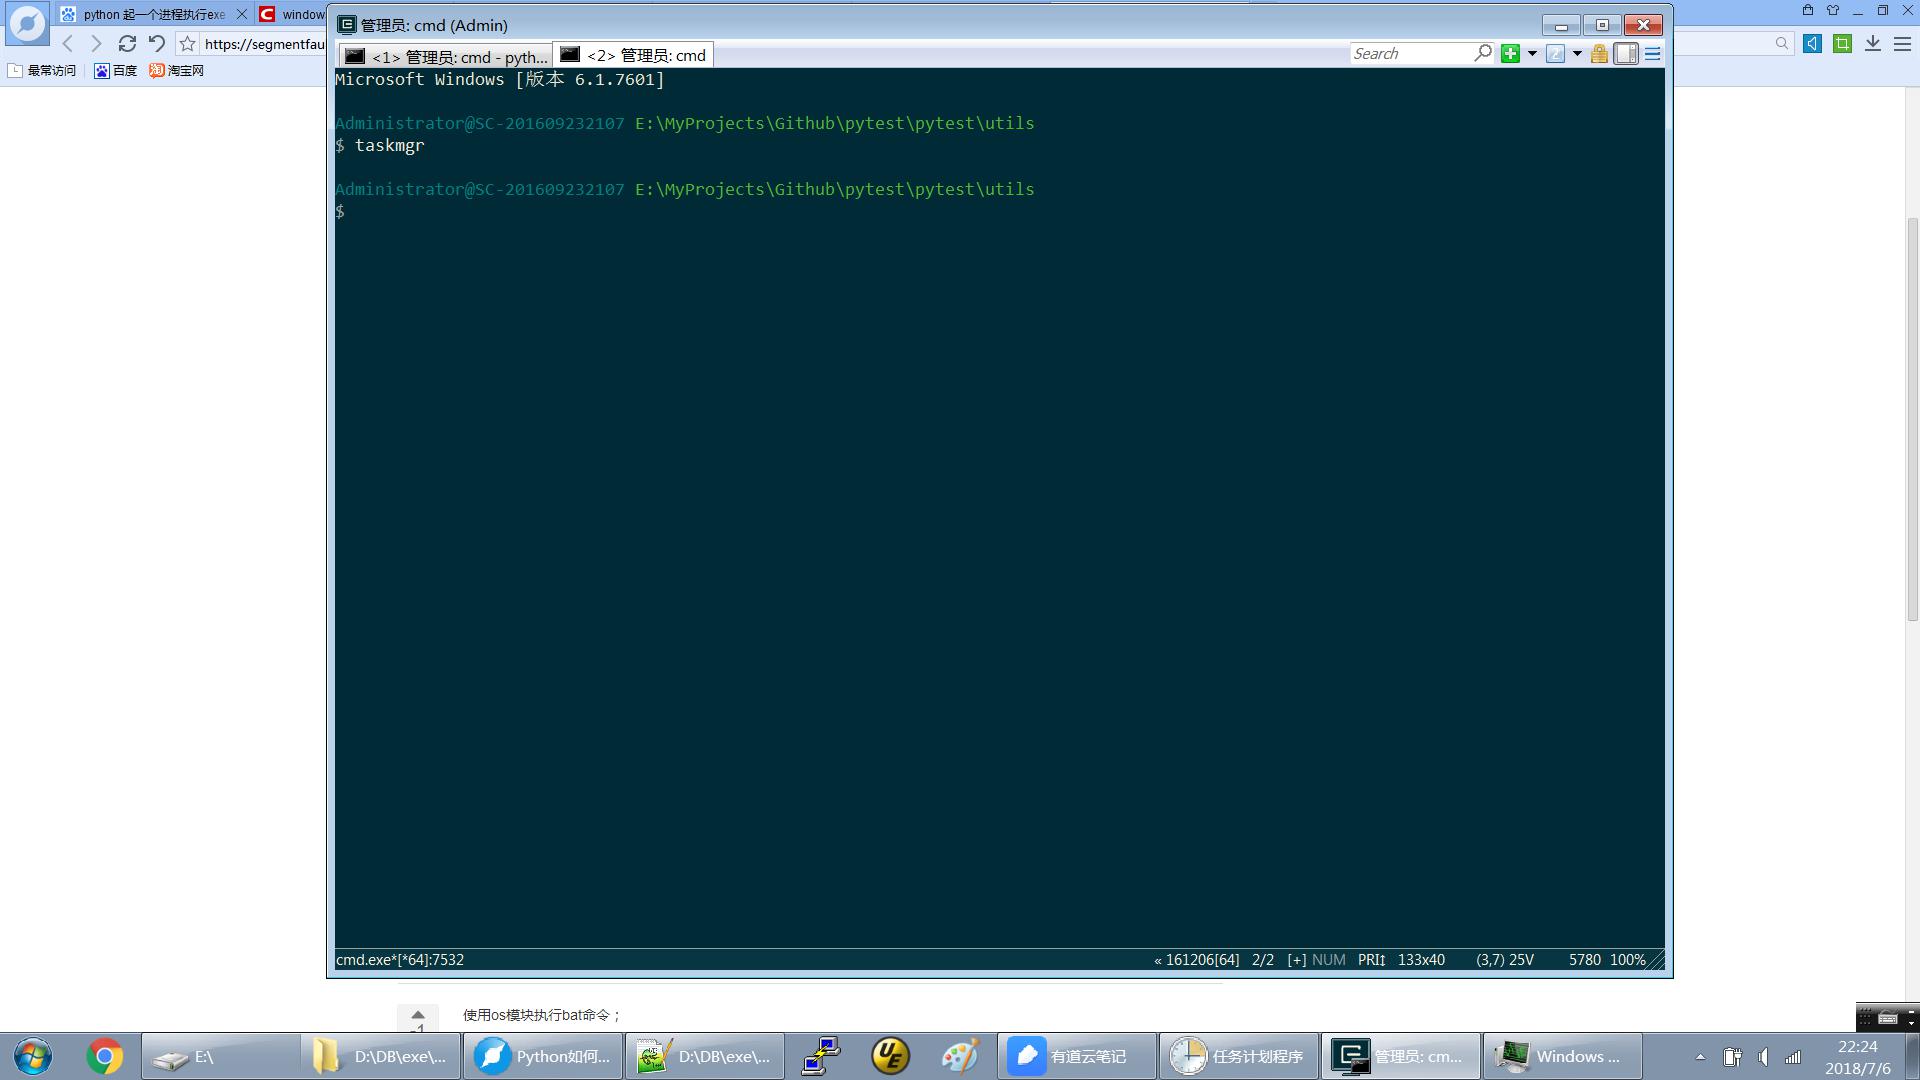 python 起一个进程执行exe
window
管理员: cmd (Admin)
https://segmentfau
<1> 管理员: cmd - pyth...
<2> 管理员: cmd
Search
最常访问
百度
淘宝网
Microsoft Windows [版本 6.1.7601]
Administrator@SC-201609232107 E:\MyProjects\Github\pytest\pytest\utils
$ taskmgr
Administrator@SC-201609232107 E:\MyProjects\Github\pytest\pytest\utils
$
cmd.exe*[*64]:7532
« 161206[64] 2/2 [+] NUM PRI↕ 133x40 (3,7) 25V 5780 100%
使用os模块执行bat命令；
-1
E:\
D:\DB\exe\...
Python如何...
D:\DB\exe\...
有道云笔记
任务计划程序
管理员: cm...
Windows ...
22:24
2018/7/6